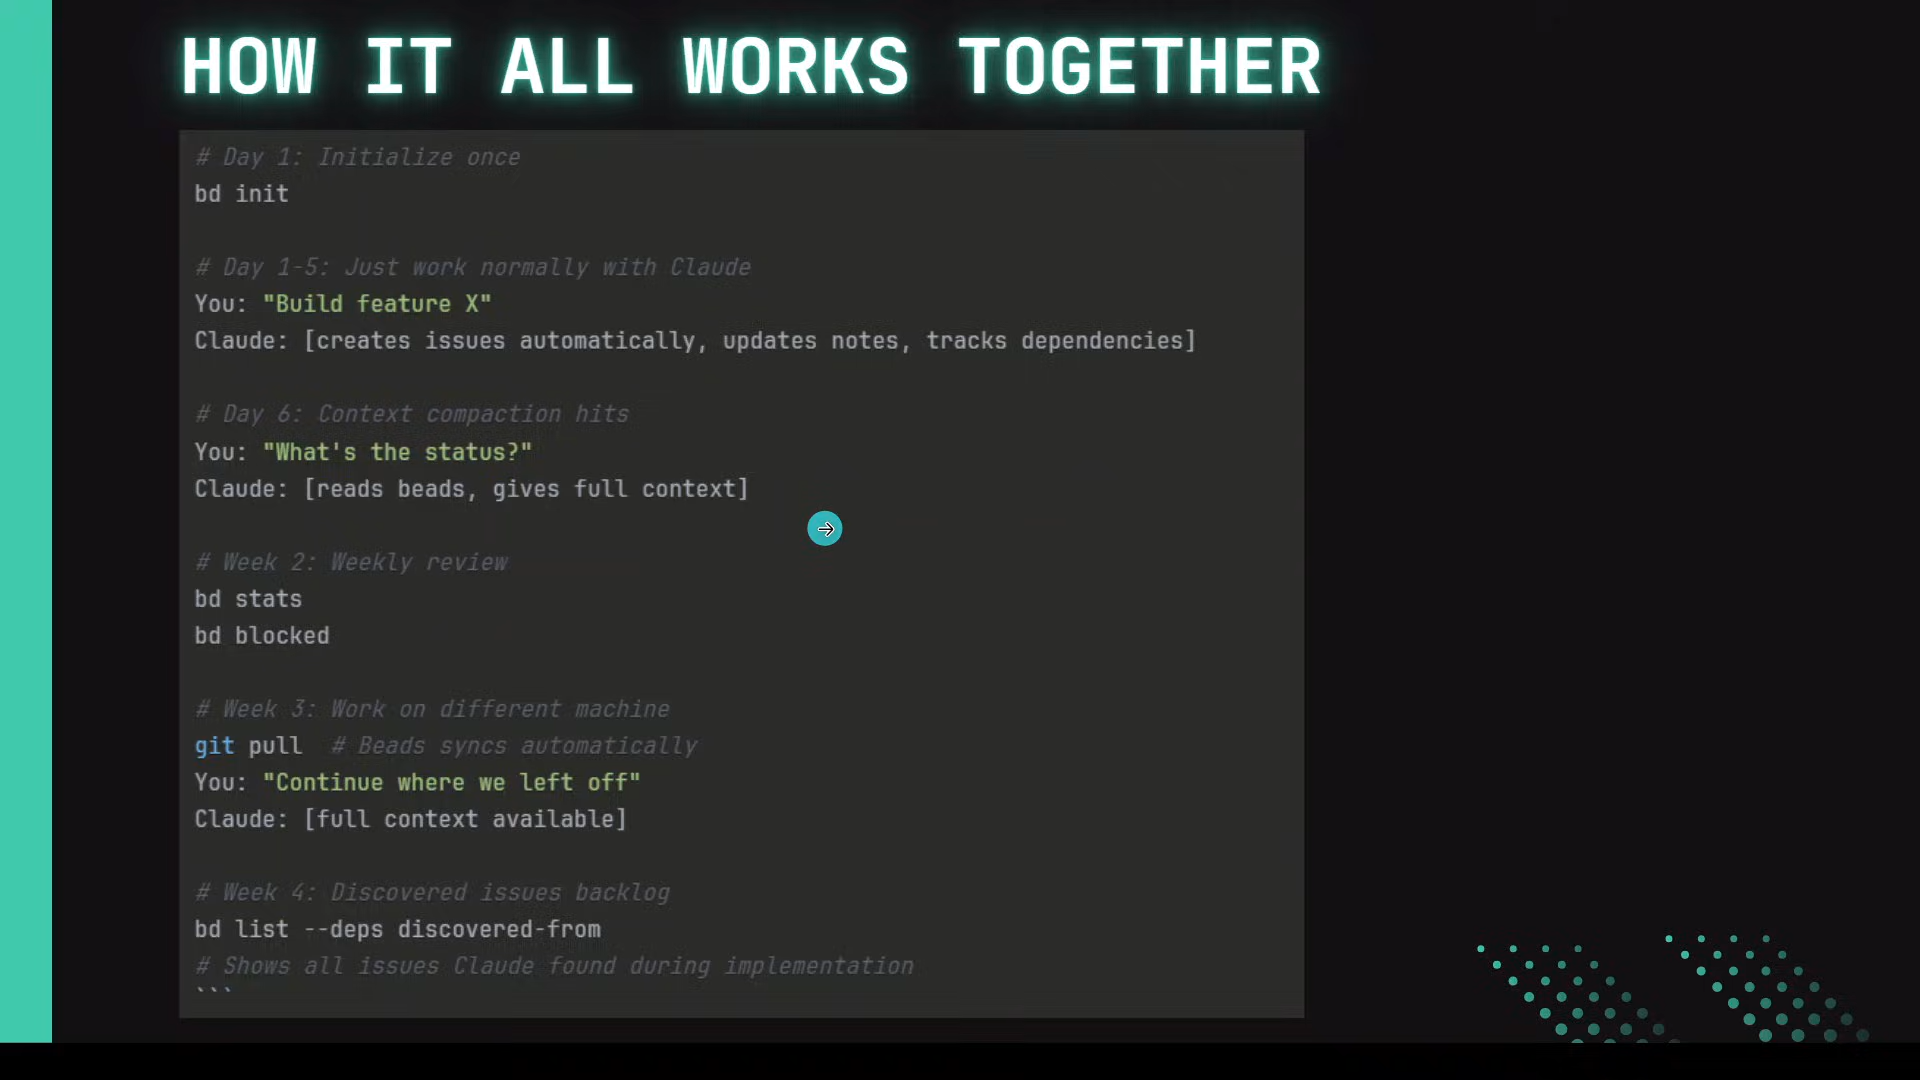 HOW IT ALL WORKS TOGETHER
# Day 1: Initialize once
bd init
# Day 1-5: Just work normally with Claude
You: "Build feature X"
Claude: [creates issues automatically, updates notes, tracks dependencies]
# Day 6: Context compaction hits
You: "What's the status?"
Claude: [reads beads, gives full context]
# Week 2: Weekly review
bd stats
bd blocked
# Week 3: Work on different machine
git pull  # Beads syncs automatically
You: "Continue where we left off"
Claude: [full context available]
# Week 4: Discovered issues backlog
bd list --deps discovered-from
# Shows all issues Claude found during implementation
```